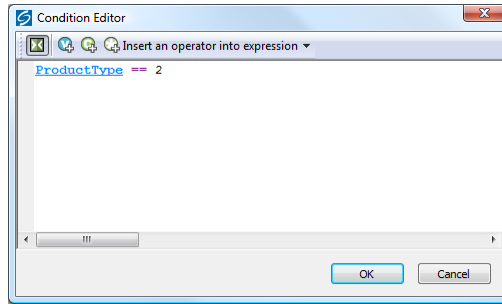 Condition Editor
Insert an operator into expression
ProductType == 2
OK
Cancel